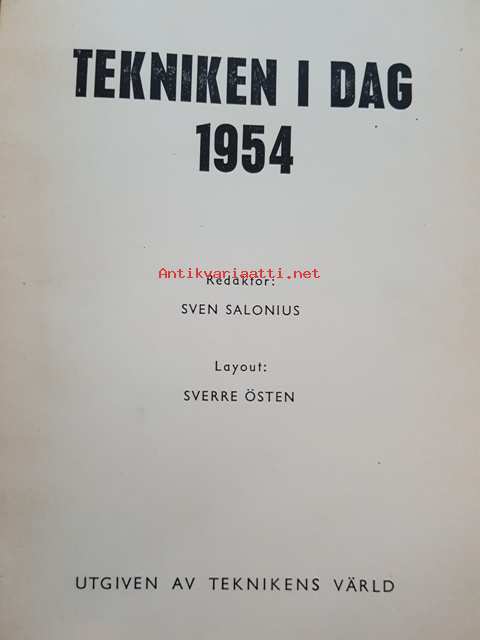 TEKNIKEN I DAG
1954
Antikvariaatti.net
Redaktör:
SVEN SALONIUS
Layout:
SVERRE ÖSTEN
UTGIVEN AV TEKNIKENS VÄRLD